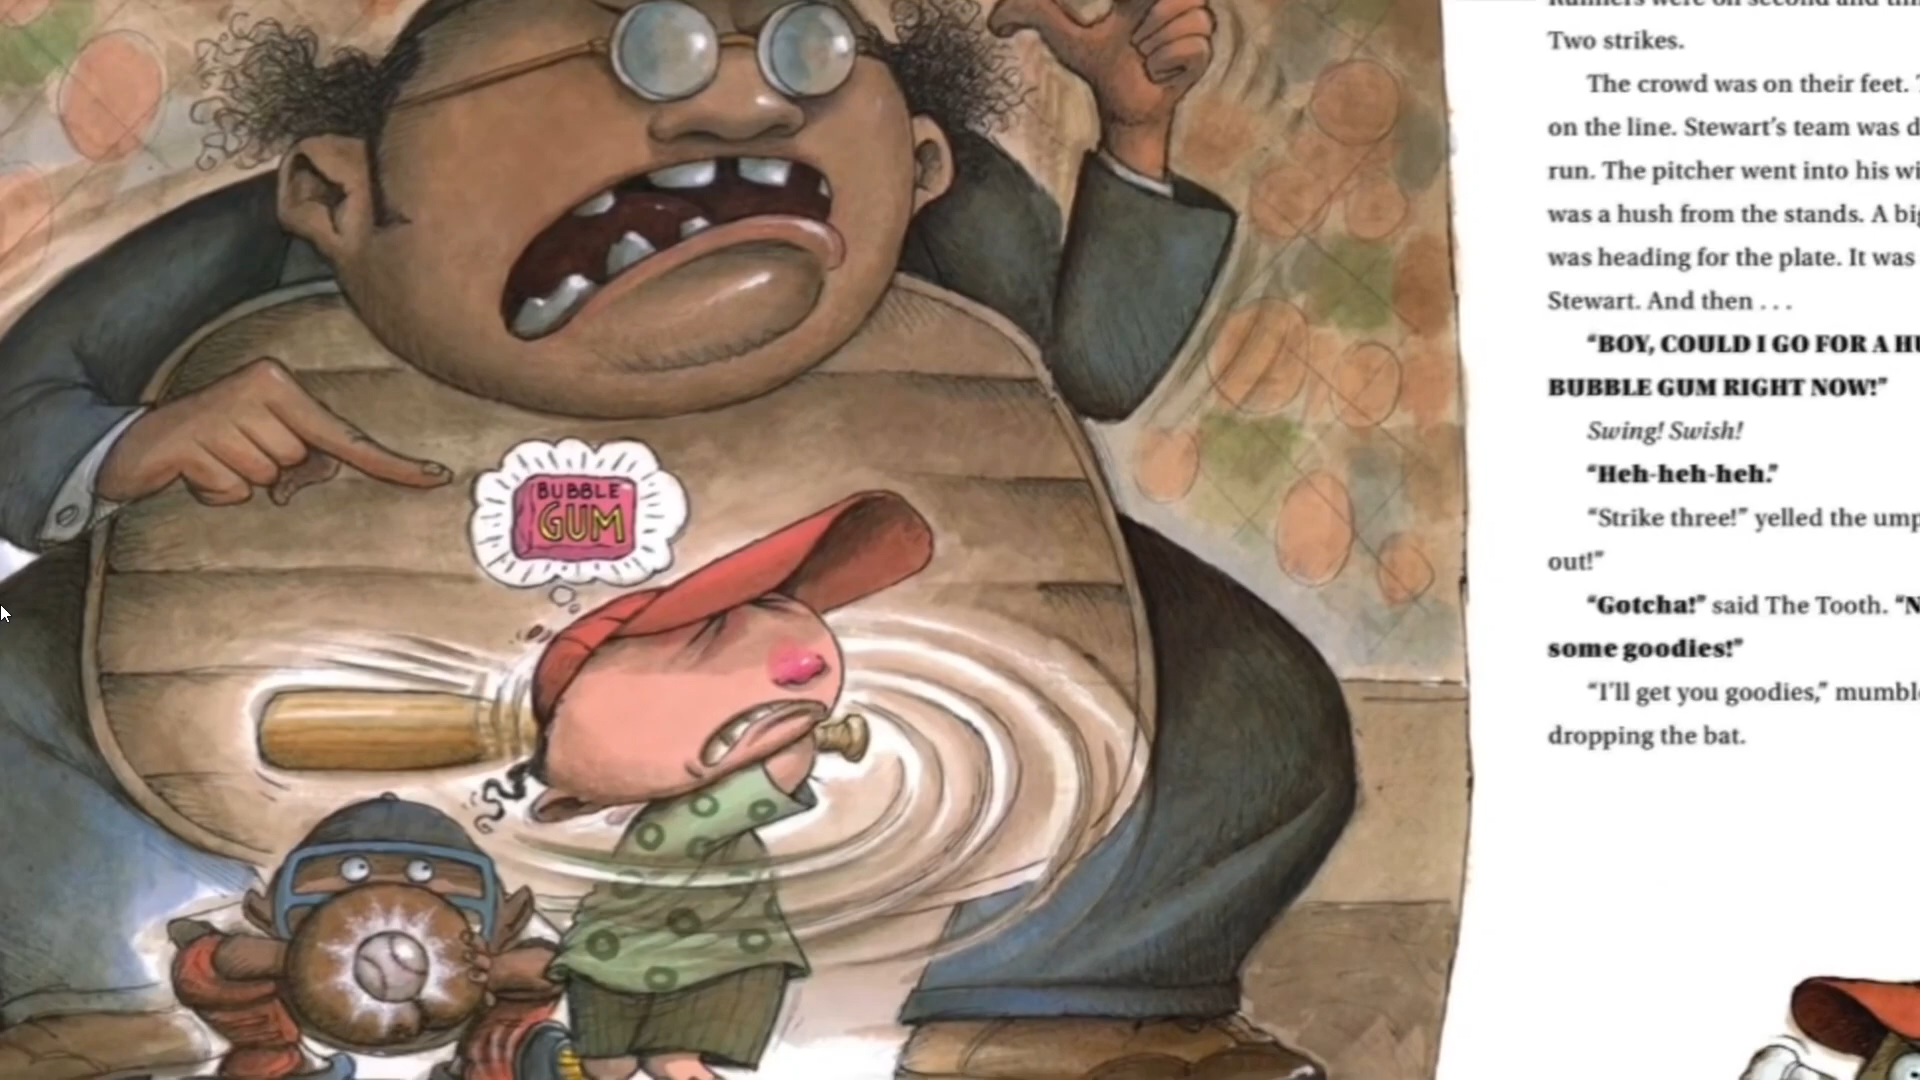 BUBBLE
GUM
Two strikes.
The crowd was on their feet.
on the line. Stewart's team was
run. The pitcher went into his
was a hush from the stands. A
was heading for the plate. It was
Stewart. And then . . .
"BOY, COULD I GO FOR A
BUBBLE GUM RIGHT NOW!"
Swing! Swish!
"Heh-heh-heh."
"Strike three!" yelled the
out!"
"Gotcha!" said The Tooth.
some goodies!"
"I'll get you goodies,"
dropping the bat.